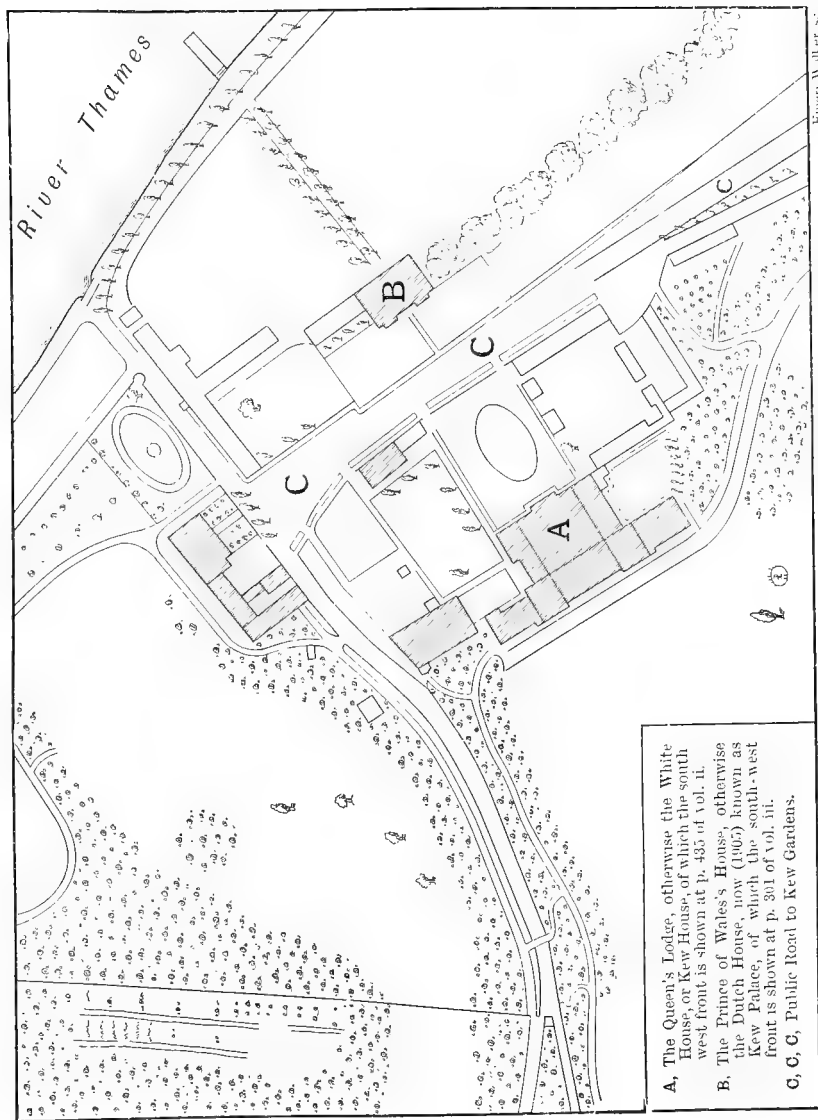 River Thames
B
C
C
C
A
A, The Queen's Lodge, otherwise the White
House, or Kew House, of which the south
west front is shown at p. 435 of vol. ii.
B, The Prince of Wales's House, otherwise
the Dutch House, now (1905) known as
Kew Palace, of which the south-west
front is shown at p. 301 of vol. iii.
C, C, C, Public Road to Kew Gardens.